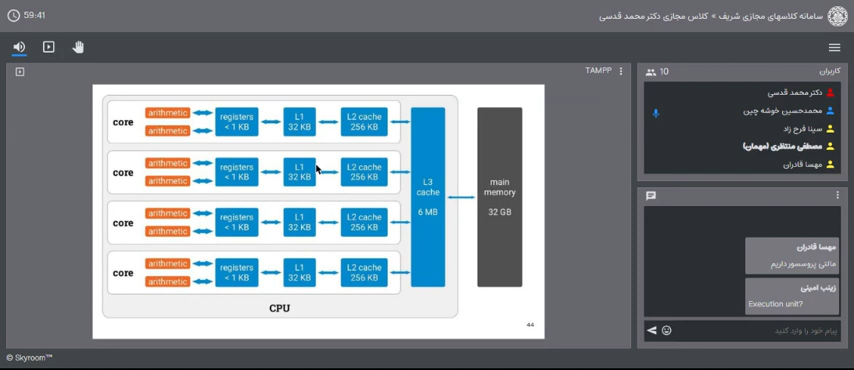 59:41
سامانه کلاسهای مجازی شریف > کلاس مجازی دکتر محمد قدسی
TAMPP
core
arithmetic
arithmetic
registers
< 1 KB
L1
32 KB
L2 cache
256 KB
core
arithmetic
arithmetic
registers
< 1 KB
L1
32 KB
L2 cache
256 KB
core
arithmetic
arithmetic
registers
< 1 KB
L1
32 KB
L2 cache
256 KB
core
arithmetic
arithmetic
registers
< 1 KB
L1
32 KB
L2 cache
256 KB
L3
cache
6 MB
main
memory
32 GB
CPU
44
کاربران
10
دکتر محمد قدسی
محمدحسین خوشه چین
سینا فرح زاد
مصطفی منتظری (مهمان)
مهسا قادران
مهسا قادران
مالتی پروسسور داریم
زینب امینی
Execution unit?
پیام خود را وارد کنید
© Skyroom™